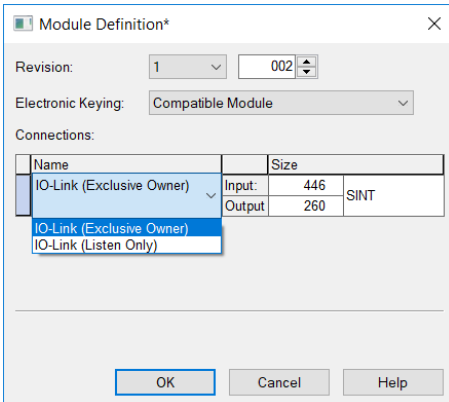 Module Definition*
Revision: 1 002
Electronic Keying: Compatible Module
Connections:
Name Size
IO-Link (Exclusive Owner) Input: 446 SINT
Output 260
IO-Link (Exclusive Owner)
IO-Link (Listen Only)
OK Cancel Help